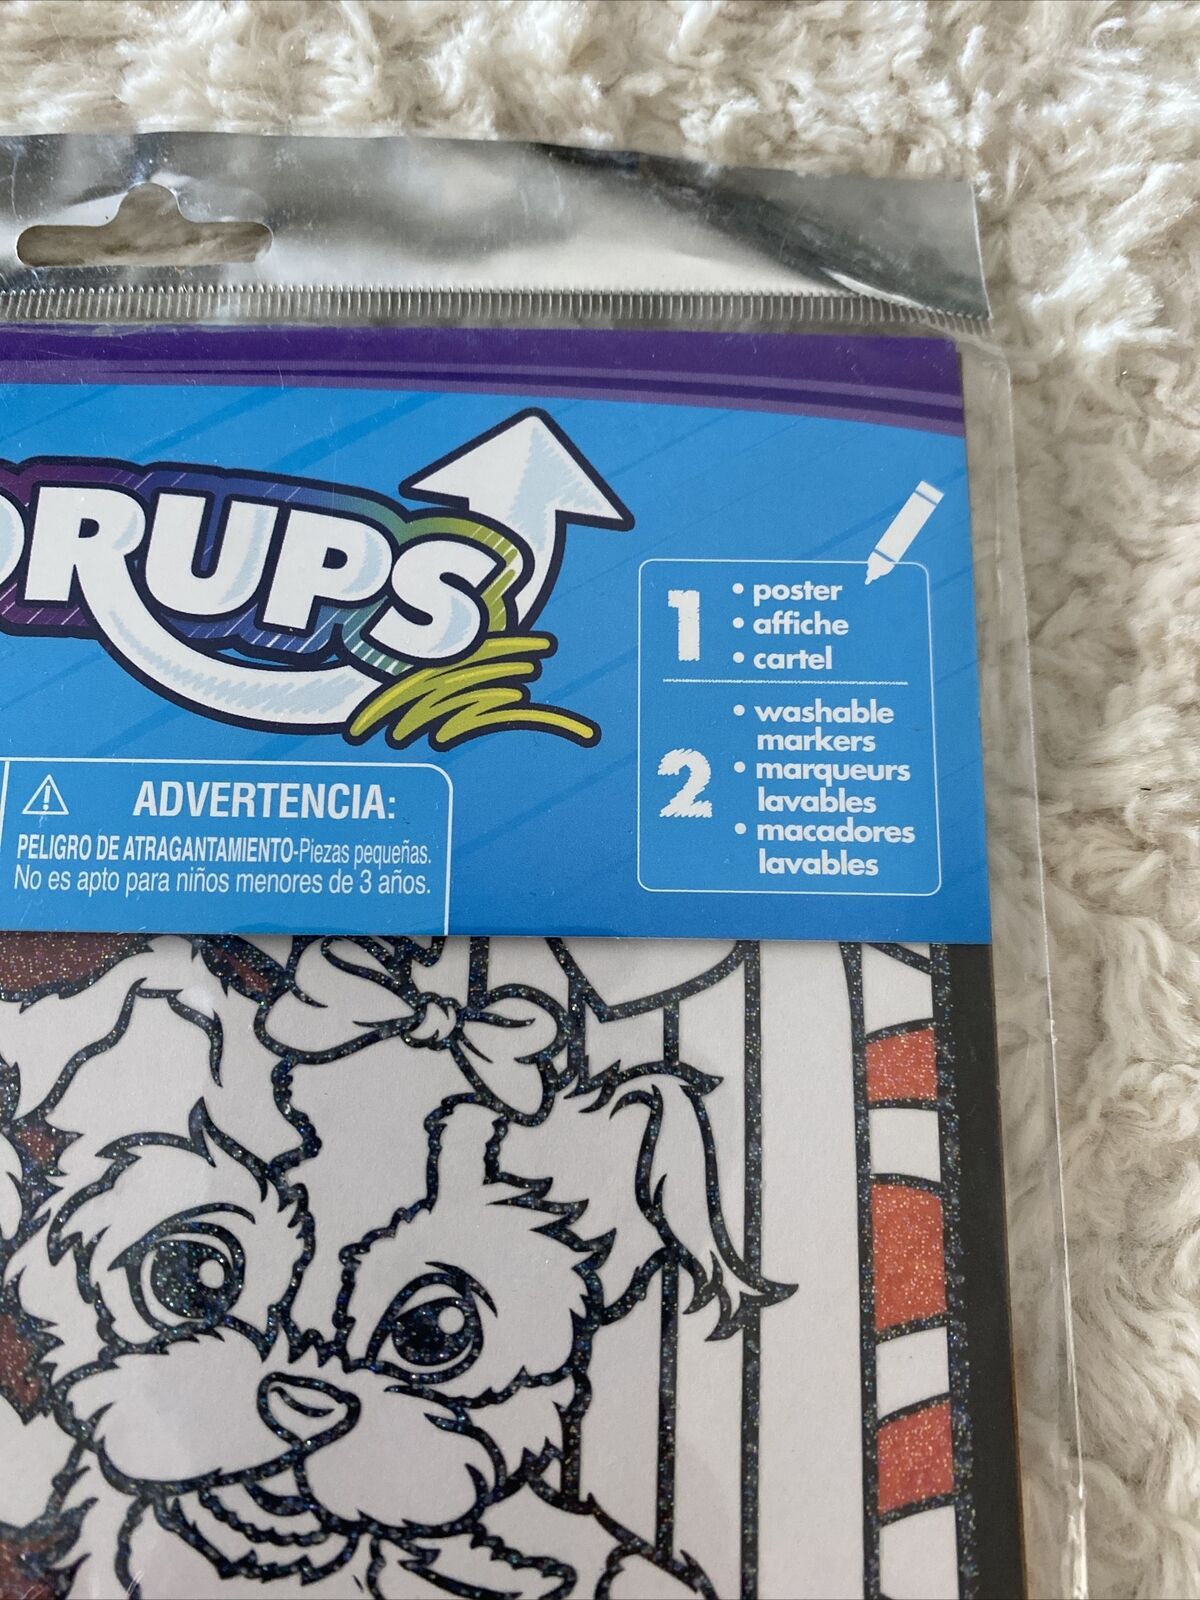 RUPS
1
• poster
• affiche
• cartel
2
• washable
markers
• marqueurs
lavables
• macadores
lavables
ADVERTENCIA:
PELIGRO DE ATRAGANTAMIENTO-Piezas pequeñas.
No es apto para niños menores de 3 años.